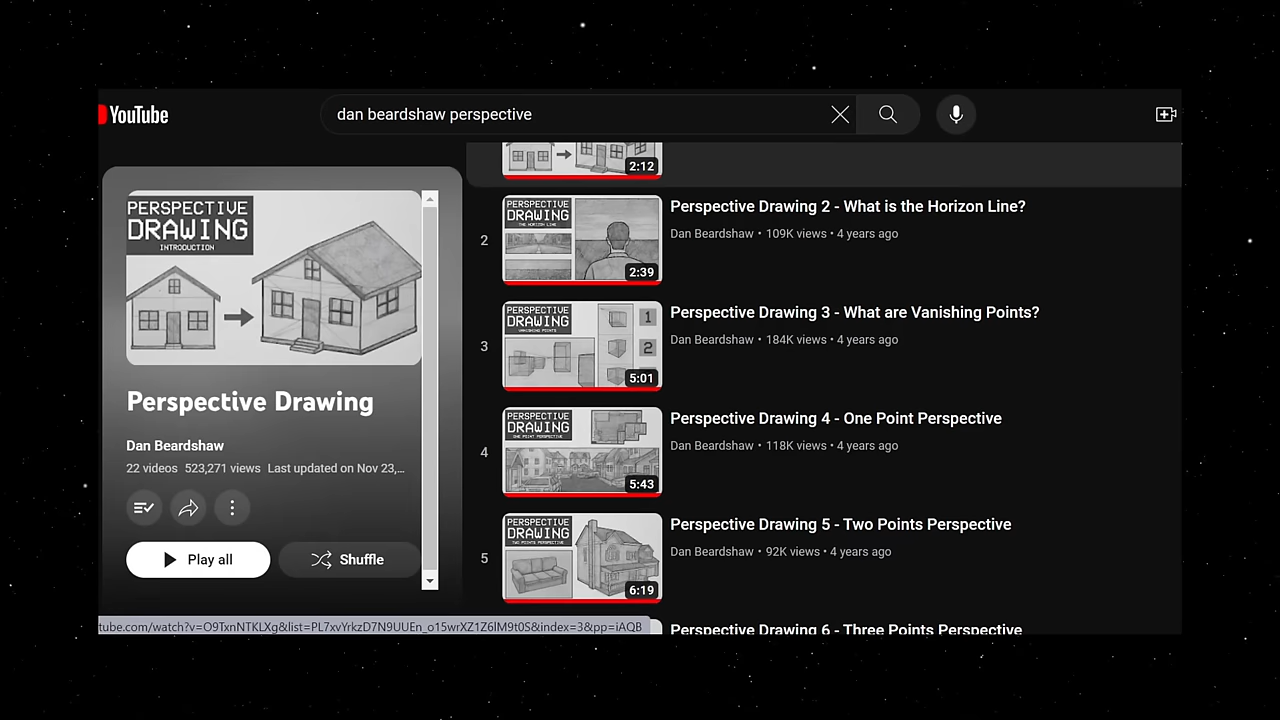 YouTube
dan beardshaw perspective
PERSPECTIVE
DRAWING
INTRODUCTION
Perspective Drawing
Dan Beardshaw
22 videos 523,271 views Last updated on Nov 23,...
Play all
Shuffle
2:12
2
PERSPECTIVE
DRAWING
THE HORIZON LINE
2:39
Perspective Drawing 2 - What is the Horizon Line?
Dan Beardshaw • 109K views • 4 years ago
3
PERSPECTIVE
DRAWING
VANISHING POINTS
1
2
5:01
Perspective Drawing 3 - What are Vanishing Points?
Dan Beardshaw • 184K views • 4 years ago
4
PERSPECTIVE
DRAWING
ONE POINT PERSPECTIVE
5:43
Perspective Drawing 4 - One Point Perspective
Dan Beardshaw • 118K views • 4 years ago
5
PERSPECTIVE
DRAWING
TWO POINTS PERSPECTIVE
6:19
Perspective Drawing 5 - Two Points Perspective
Dan Beardshaw • 92K views • 4 years ago
Perspective Drawing 6 - Three Points Perspective
tube.com/watch?v=O9TxnNTKLXg&list=PL7xvYrkzD7N9UUEn_o15wrXZ1Z6lM9t0S&index=3&pp=iAQB